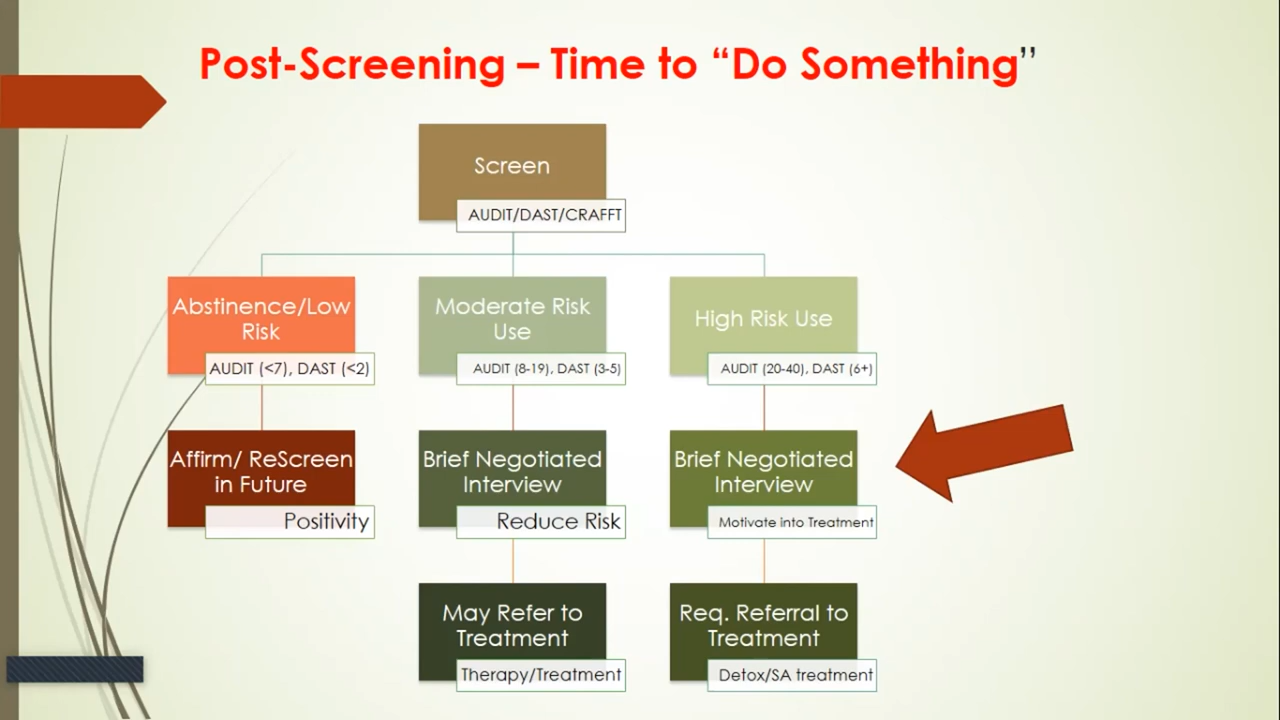 Post-Screening – Time to “Do Something”
Screen
AUDIT/DAST/CRAFFT
Abstinence/Low
Risk
AUDIT (<7), DAST (<2)
Moderate Risk
Use
AUDIT (8-19), DAST (3-5)
High Risk Use
AUDIT (20-40), DAST (6+)
Affirm/ ReScreen
in Future
Positivity
Brief Negotiated
Interview
Reduce Risk
Brief Negotiated
Interview
Motivate into Treatment
May Refer to
Treatment
Therapy/Treatment
Req. Referral to
Treatment
Detox/SA treatment